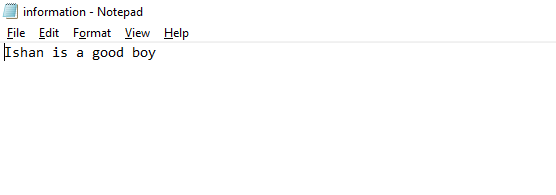 information - Notepad
File Edit Format View Help
Ishan is a good boy